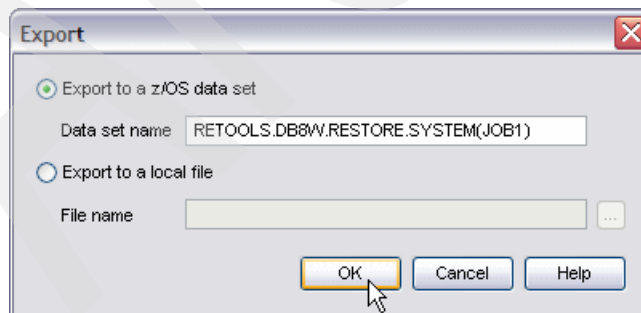 Export
Export to a z/OS data set
Data set name RETOOLS.DB8W.RESTORE.SYSTEM(JOB1)
Export to a local file
File name ...
OK Cancel Help